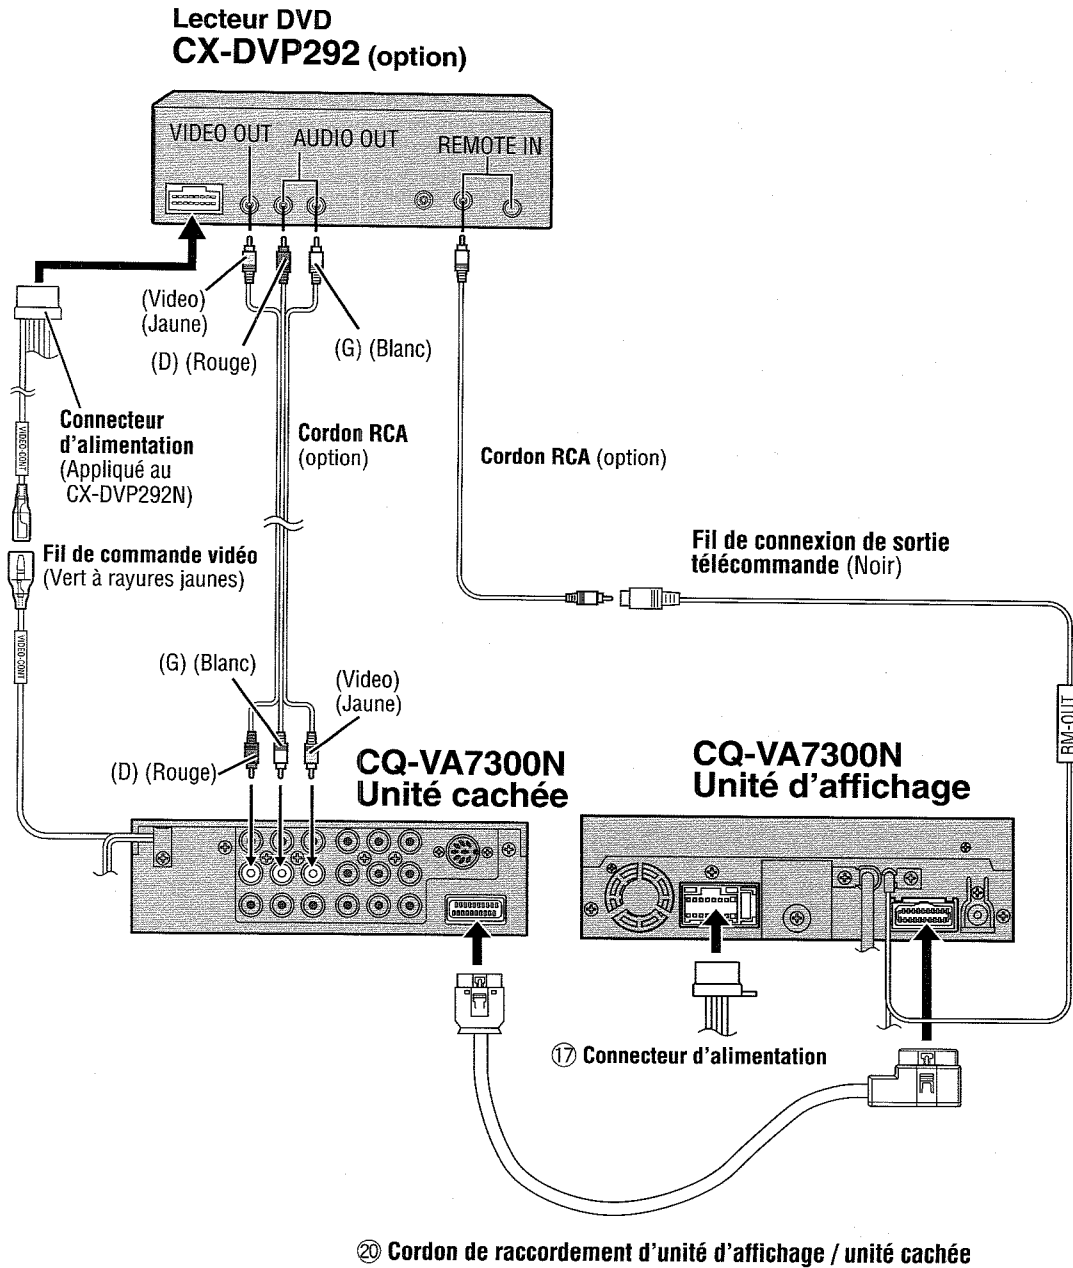 Lecteur DVD
CX-DVP292 (option)
VIDEO OUT
AUDIO OUT
REMOTE IN
(Video)
(Jaune)
(D) (Rouge)
(G) (Blanc)
Connecteur
d'alimentation
(Appliqué au
CX-DVP292N)
VIDEO-CONT
Cordon RCA
(option)
Cordon RCA (option)
Fil de commande vidéo
(Vert à rayures jaunes)
VIDEO-CONT
Fil de connexion de sortie
télécommande (Noir)
RM-OUT
(G) (Blanc)
(Video)
(Jaune)
(D) (Rouge)
CQ-VA7300N
Unité cachée
CQ-VA7300N
Unité d'affichage
⑰ Connecteur d'alimentation
⑳ Cordon de raccordement d'unité d'affichage / unité cachée